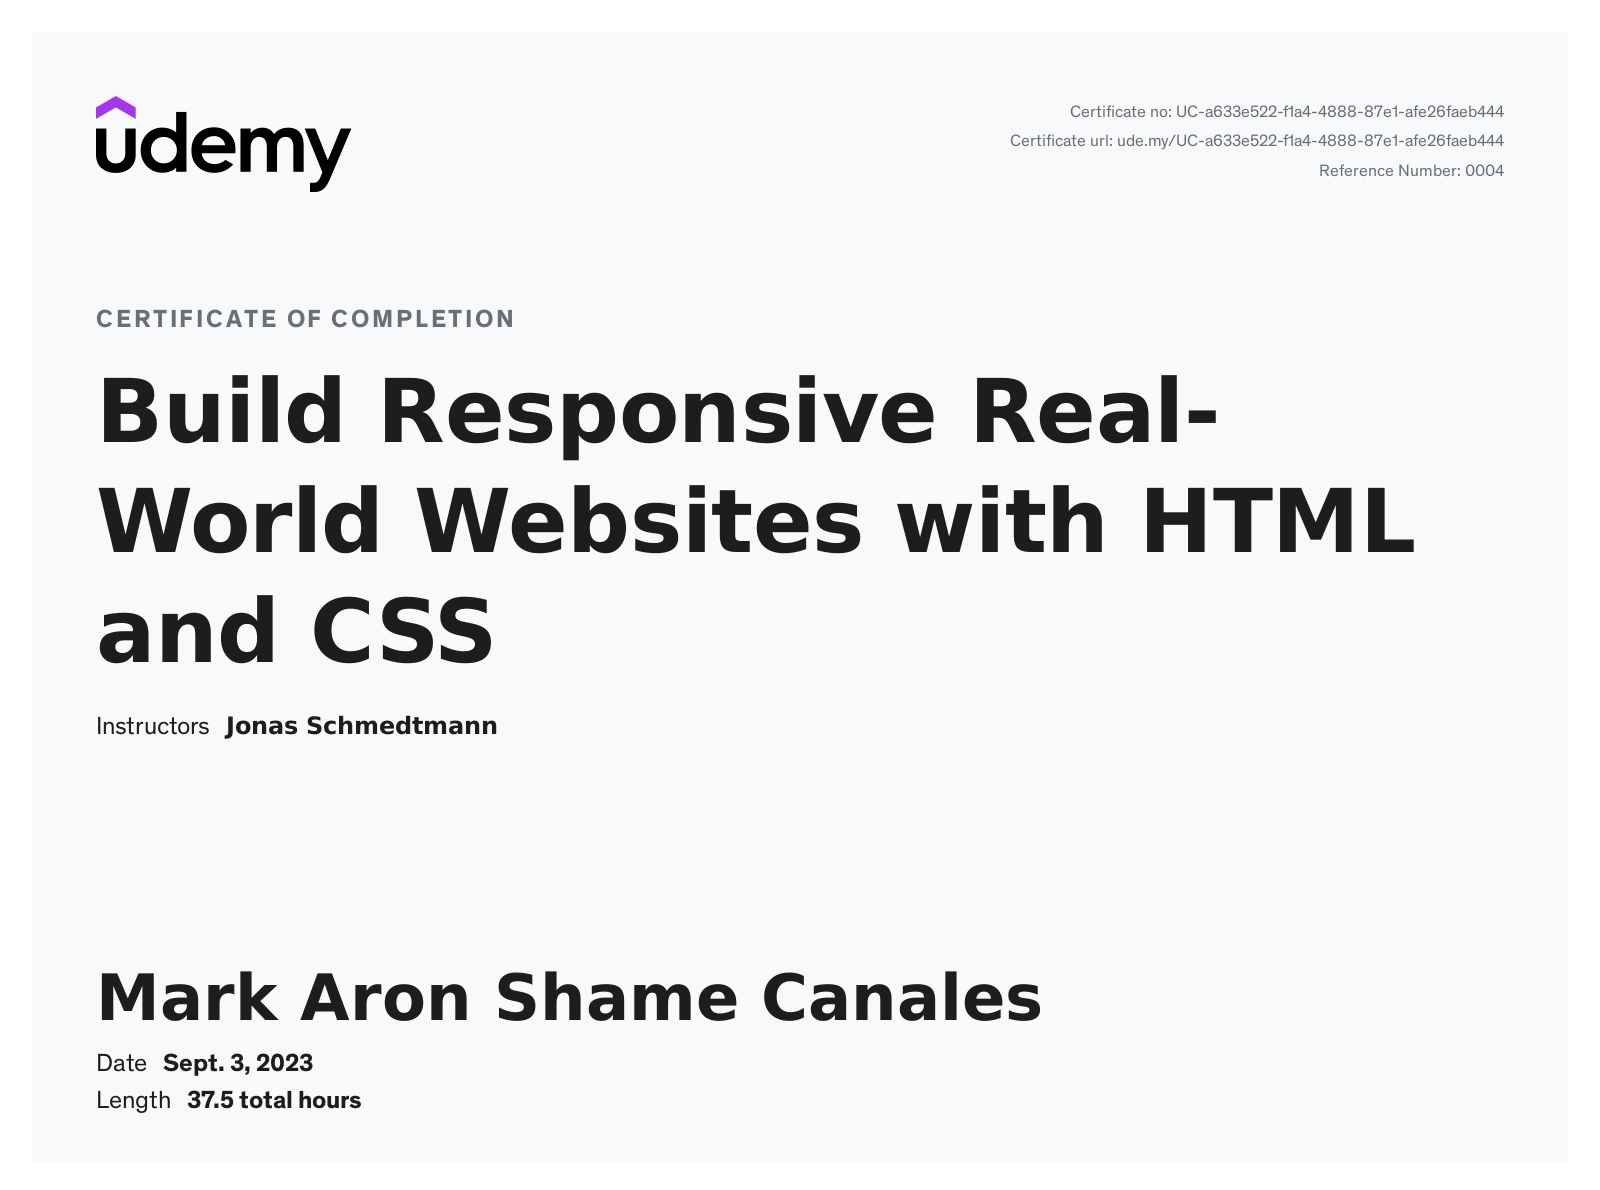 udemy
Certificate no: UC-a633e522-f1a4-4888-87e1-afe26faeb444
Certificate url: ude.my/UC-a633e522-f1a4-4888-87e1-afe26faeb444
Reference Number: 0004
CERTIFICATE OF COMPLETION
Build Responsive Real-
World Websites with HTML
and CSS
Instructors Jonas Schmedtmann
Mark Aron Shame Canales
Date Sept. 3, 2023
Length 37.5 total hours